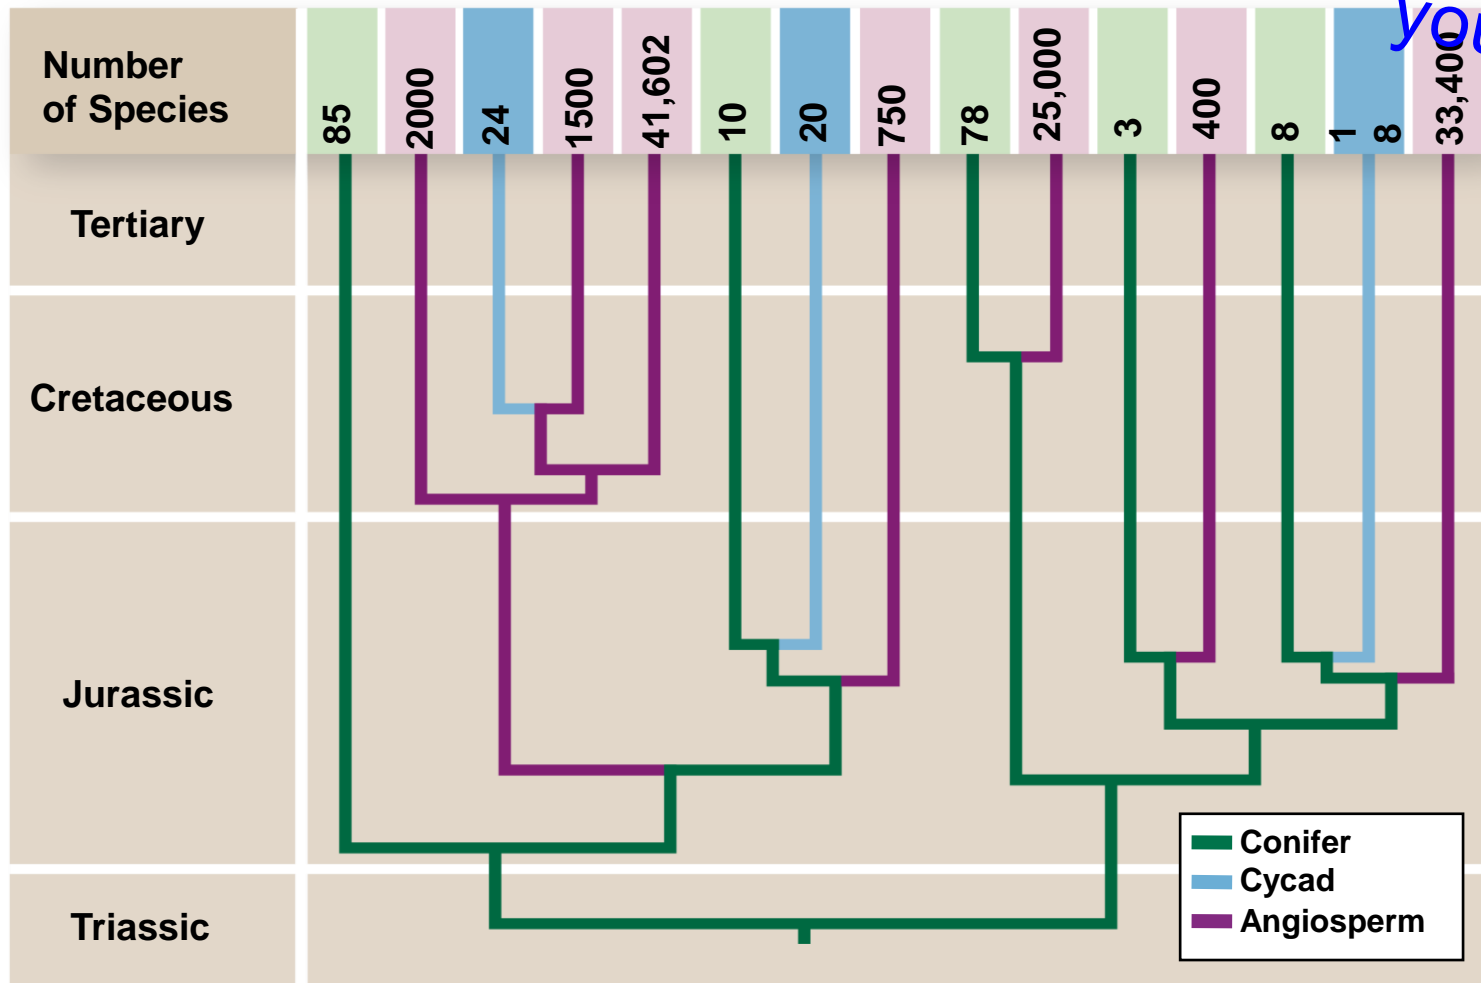 Number
of Species
85
2000
24
1500
41,602
10
20
750
78
25,000
3
400
8
1
8
33,400
Tertiary
Cretaceous
Jurassic
Triassic
Conifer
Cycad
Angiosperm